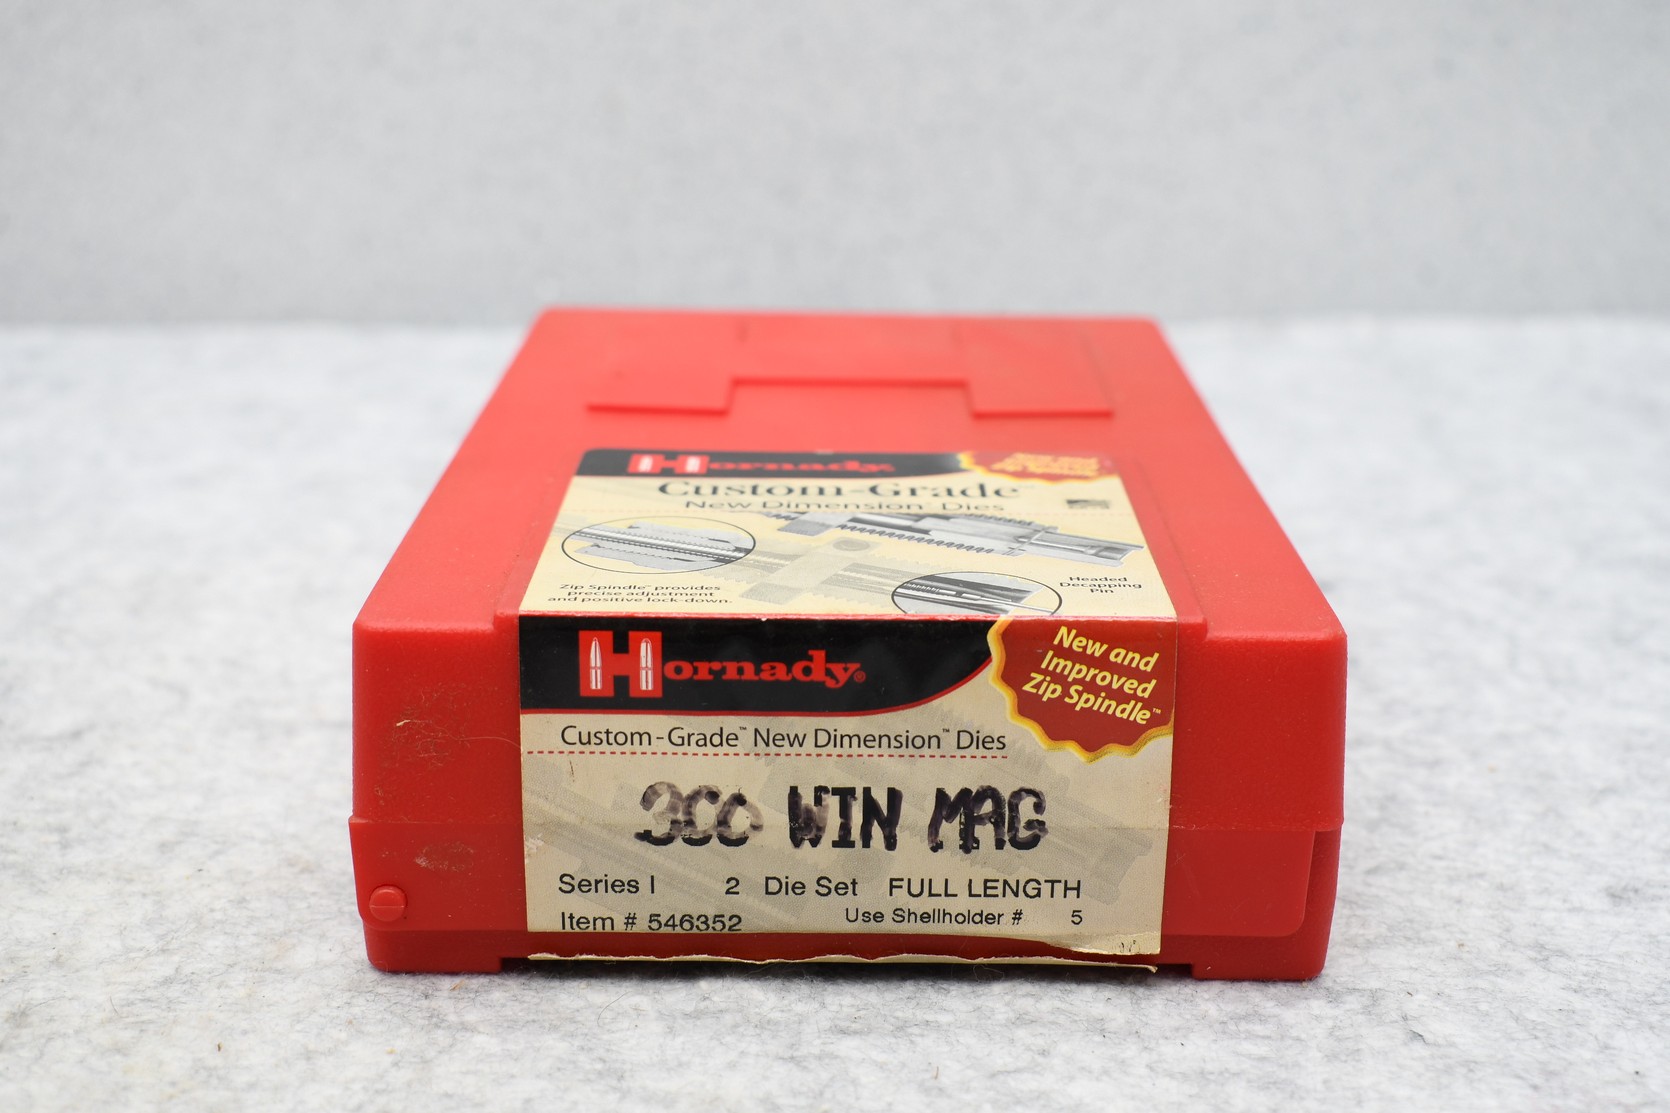 Hornady
Custom-Grade
New Dimension™ Dies
Zip Spindle™ provides
precise adjustment
and positive lock-down.
Headed
Decapping
Pin
Hornady®
New and
Improved
Zip Spindle™
Custom-Grade™ New Dimension™ Dies
300 WIN MAG
Series I 2 Die Set FULL LENGTH
Item # 546352 Use Shellholder # 5